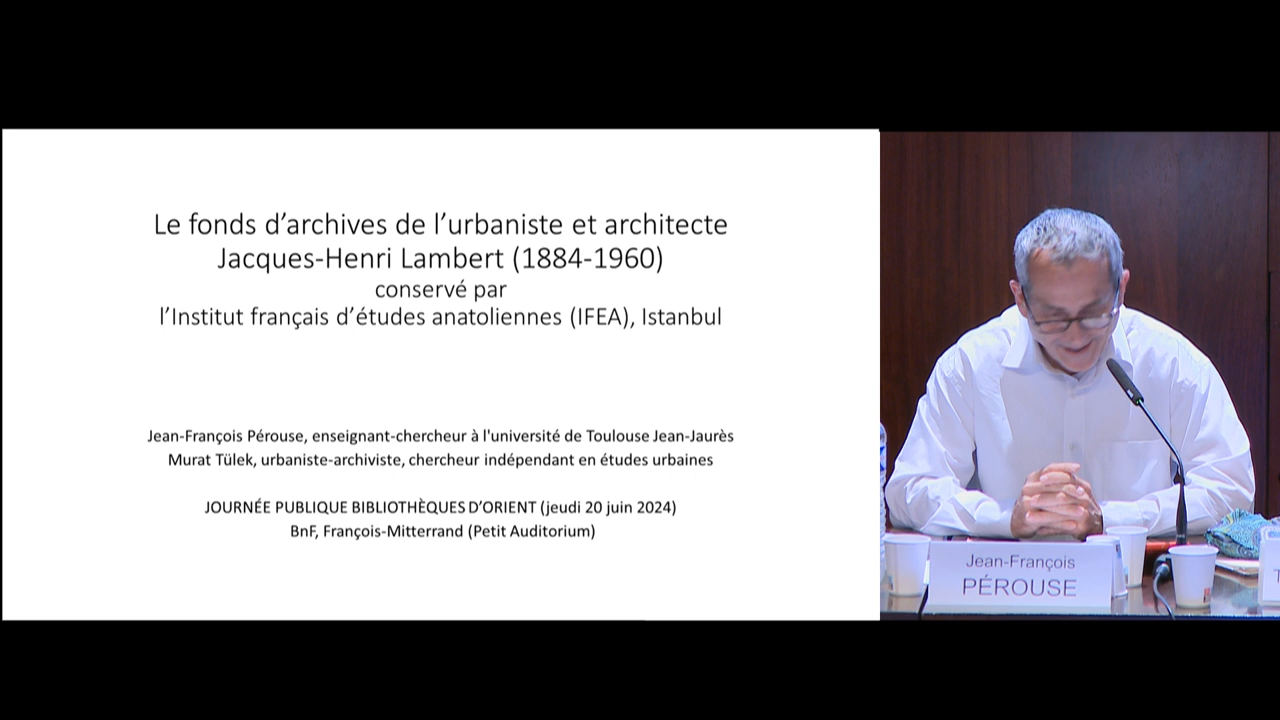 Le fonds d’archives de l’urbaniste et architecte
Jacques-Henri Lambert (1884-1960)
conservé par
l’Institut français d’études anatoliennes (IFEA), Istanbul
Jean-François Pérouse, enseignant-chercheur à l'université de Toulouse Jean-Jaurès
Murat Tülek, urbaniste-archiviste, chercheur indépendant en études urbaines
JOURNÉE PUBLIQUE BIBLIOTHÈQUES D’ORIENT (jeudi 20 juin 2024)
BnF, François-Mitterrand (Petit Auditorium)
Jean-François
PÉROUSE